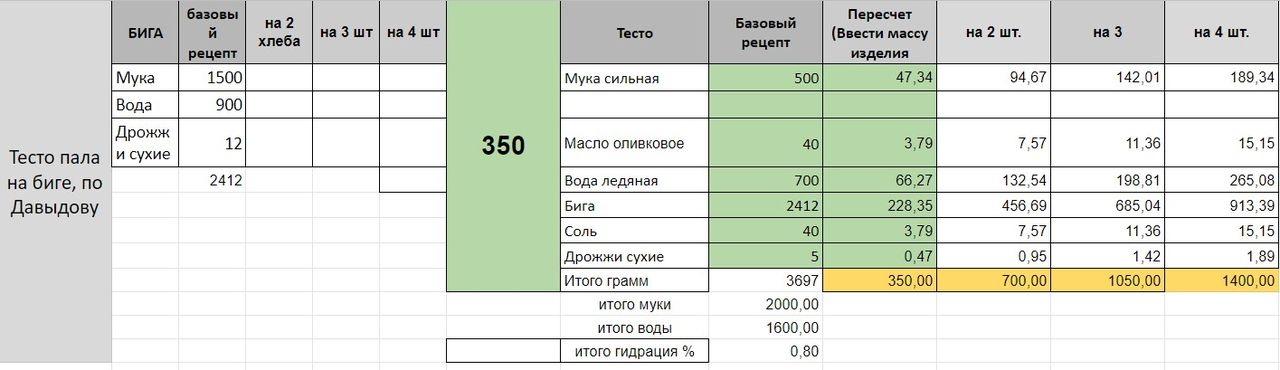 Тесто пала на биге, по Давыдову
БИГА базовый рецепт на 2 хлеба на 3 шт на 4 шт
Мука 1500
Вода 900
Дрожжи сухие 12
2412
350
Тесто Базовый рецепт Пересчет (Ввести массу изделия на 2 шт. на 3 на 4 шт.
Мука сильная 500 47,34 94,67 142,01 189,34
Масло оливковое 40 3,79 7,57 11,36 15,15
Вода ледяная 700 66,27 132,54 198,81 265,08
Бига 2412 228,35 456,69 685,04 913,39
Соль 40 3,79 7,57 11,36 15,15
Дрожжи сухие 5 0,47 0,95 1,42 1,89
Итого грамм 3697 350,00 700,00 1050,00 1400,00
итого муки 2000,00
итого воды 1600,00
итого гидрация % 0,80